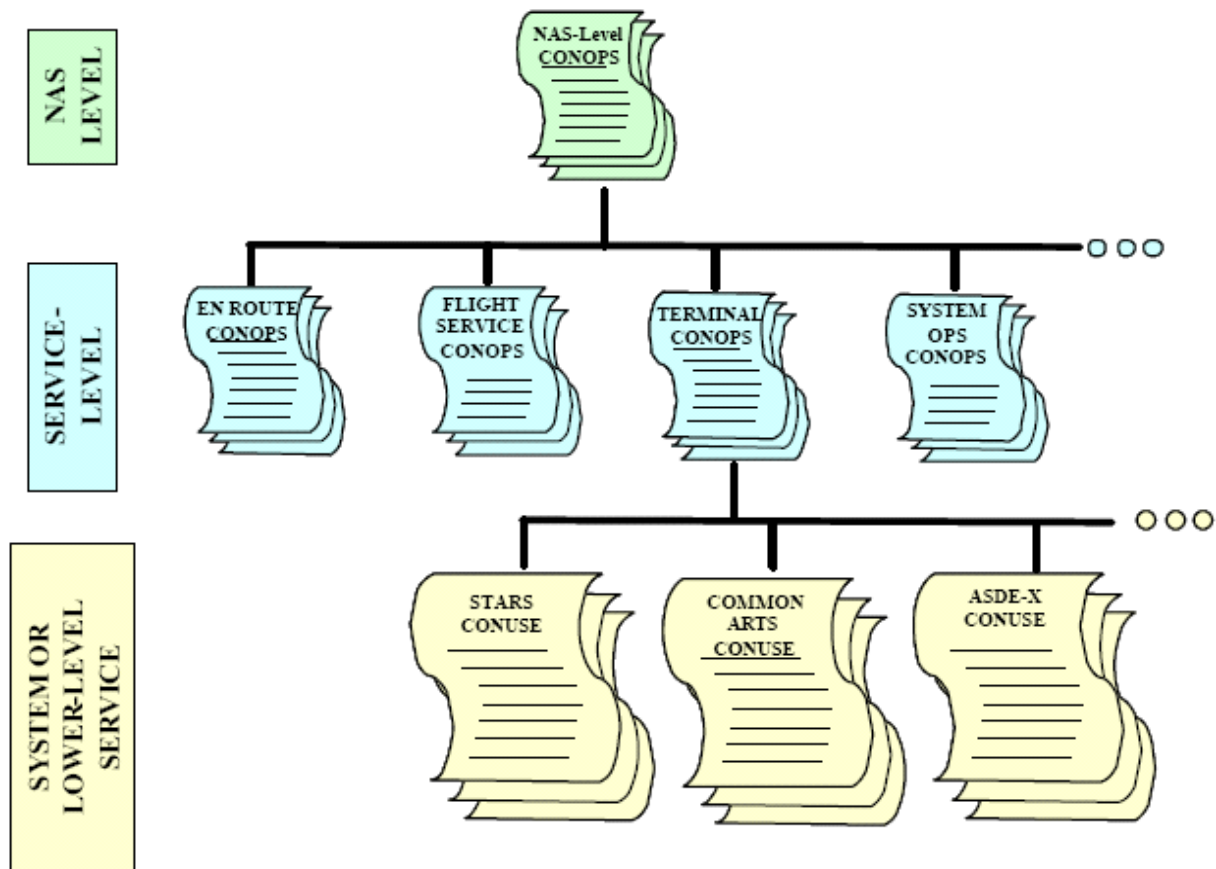 NAS
LEVEL
NAS-Level
CONOPS
SERVICE-
LEVEL
EN ROUTE
CONOPS
FLIGHT
SERVICE
CONOPS
TERMINAL
CONOPS
SYSTEM
OPS
CONOPS
SYSTEM OR
LOWER-LEVEL
SERVICE
STARS
CONUSE
COMMON
ARTS
CONUSE
ASDE-X
CONUSE